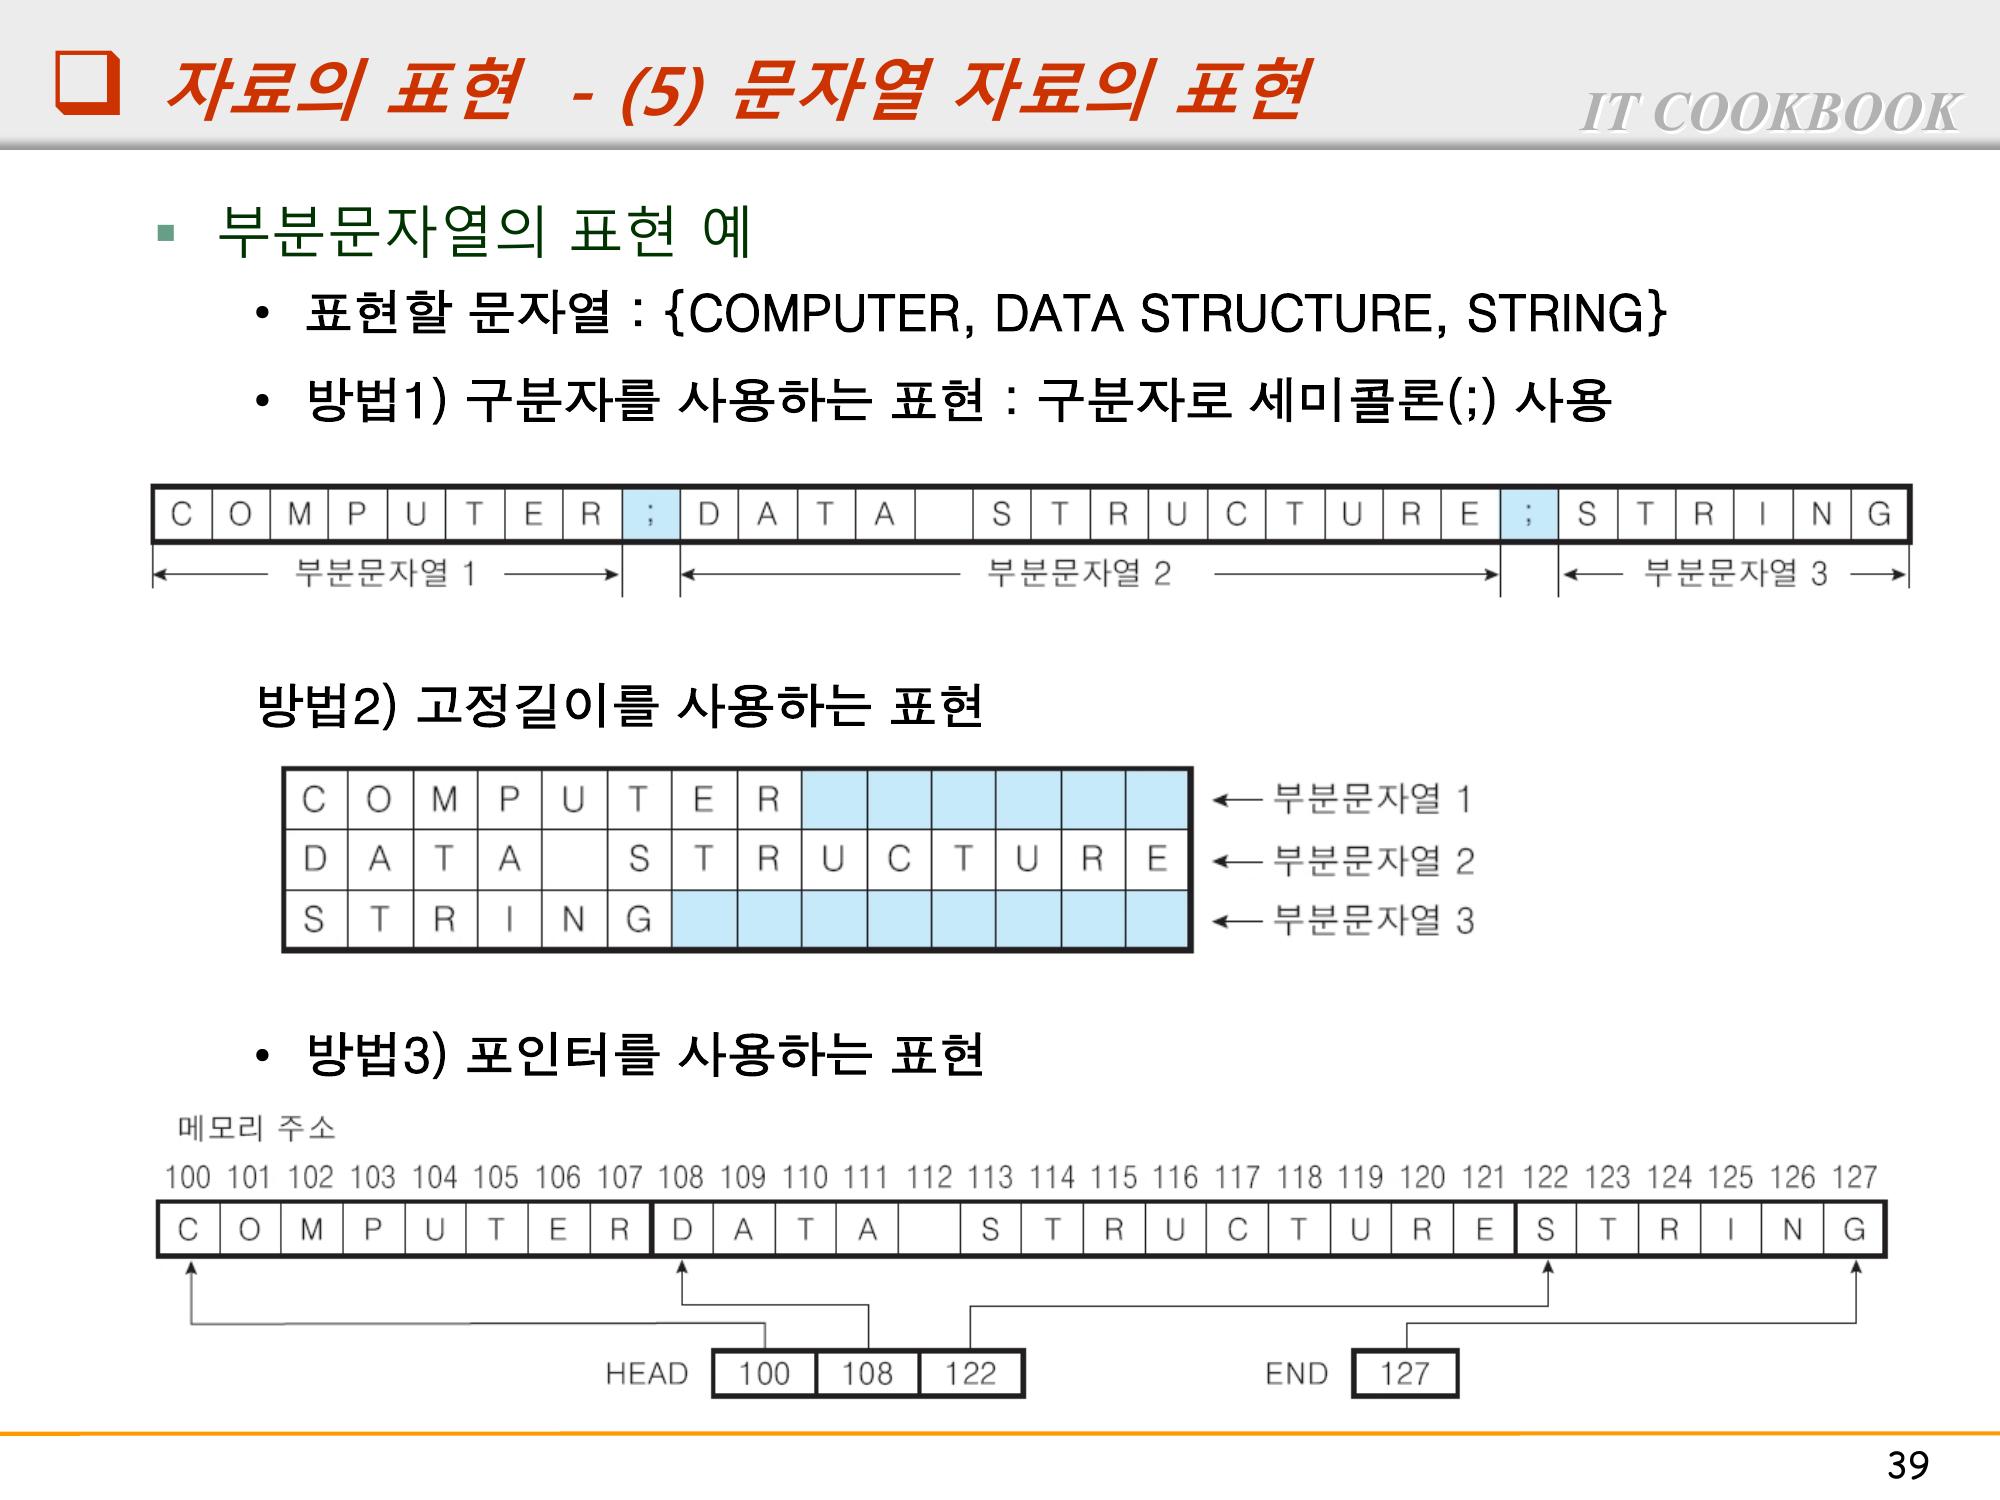 자료의 표현 - (5) 문자열 자료의 표현
IT COOKBOOK
부분문자열의 표현 예
• 표현할 문자열 : {COMPUTER, DATA STRUCTURE, STRING}
• 방법1) 구분자를 사용하는 표현 : 구분자로 세미콜론(;) 사용
C O M P U T E R ; D A T A S T R U C T U R E ; S T R I N G
부분문자열 1 부분문자열 2 부분문자열 3
방법2) 고정길이를 사용하는 표현
C O M P U T E R 부분문자열 1
D A T A S T R U C T U R E 부분문자열 2
S T R I N G 부분문자열 3
• 방법3) 포인터를 사용하는 표현
메모리 주소
100 101 102 103 104 105 106 107 108 109 110 111 112 113 114 115 116 117 118 119 120 121 122 123 124 125 126 127
C O M P U T E R D A T A S T R U C T U R E S T R I N G
HEAD 100 108 122 END 127
39